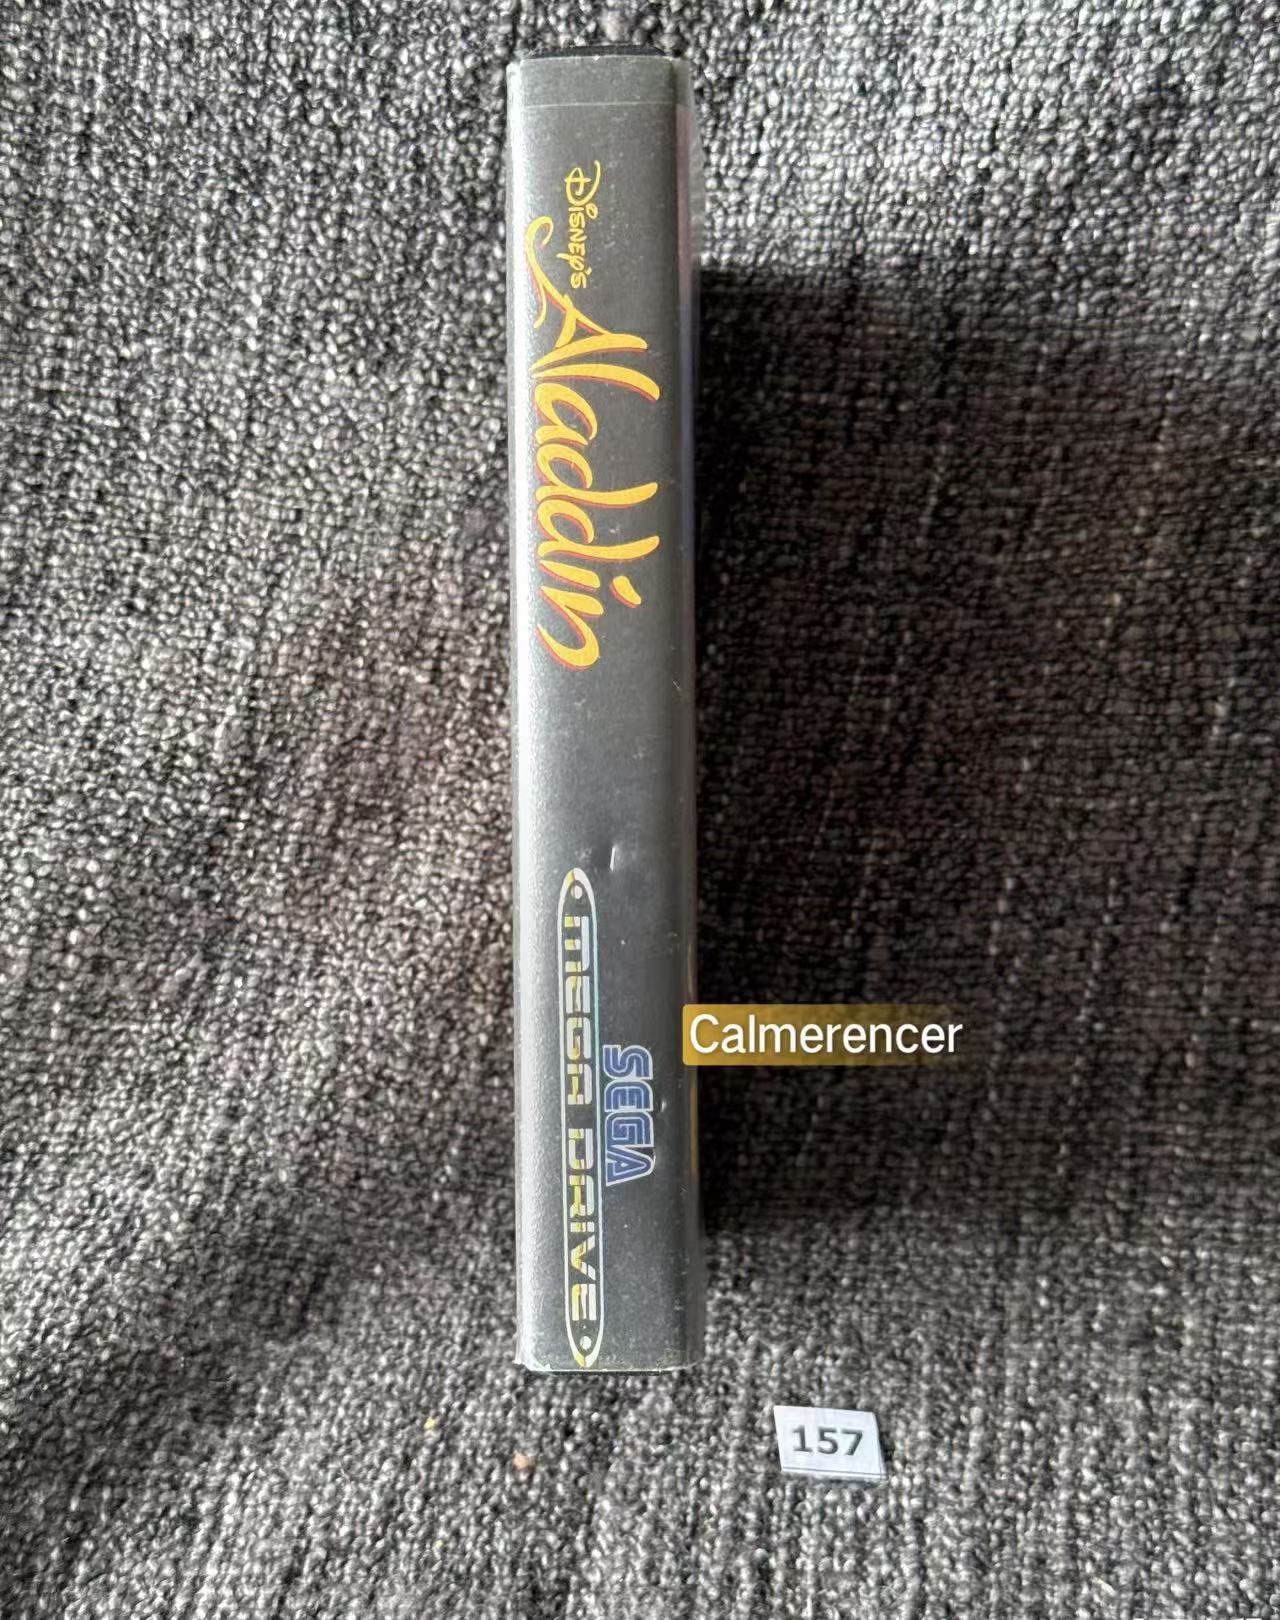 Disney's
Aladdin
SEGA
MEGA DRIVE
Calmerencer
157